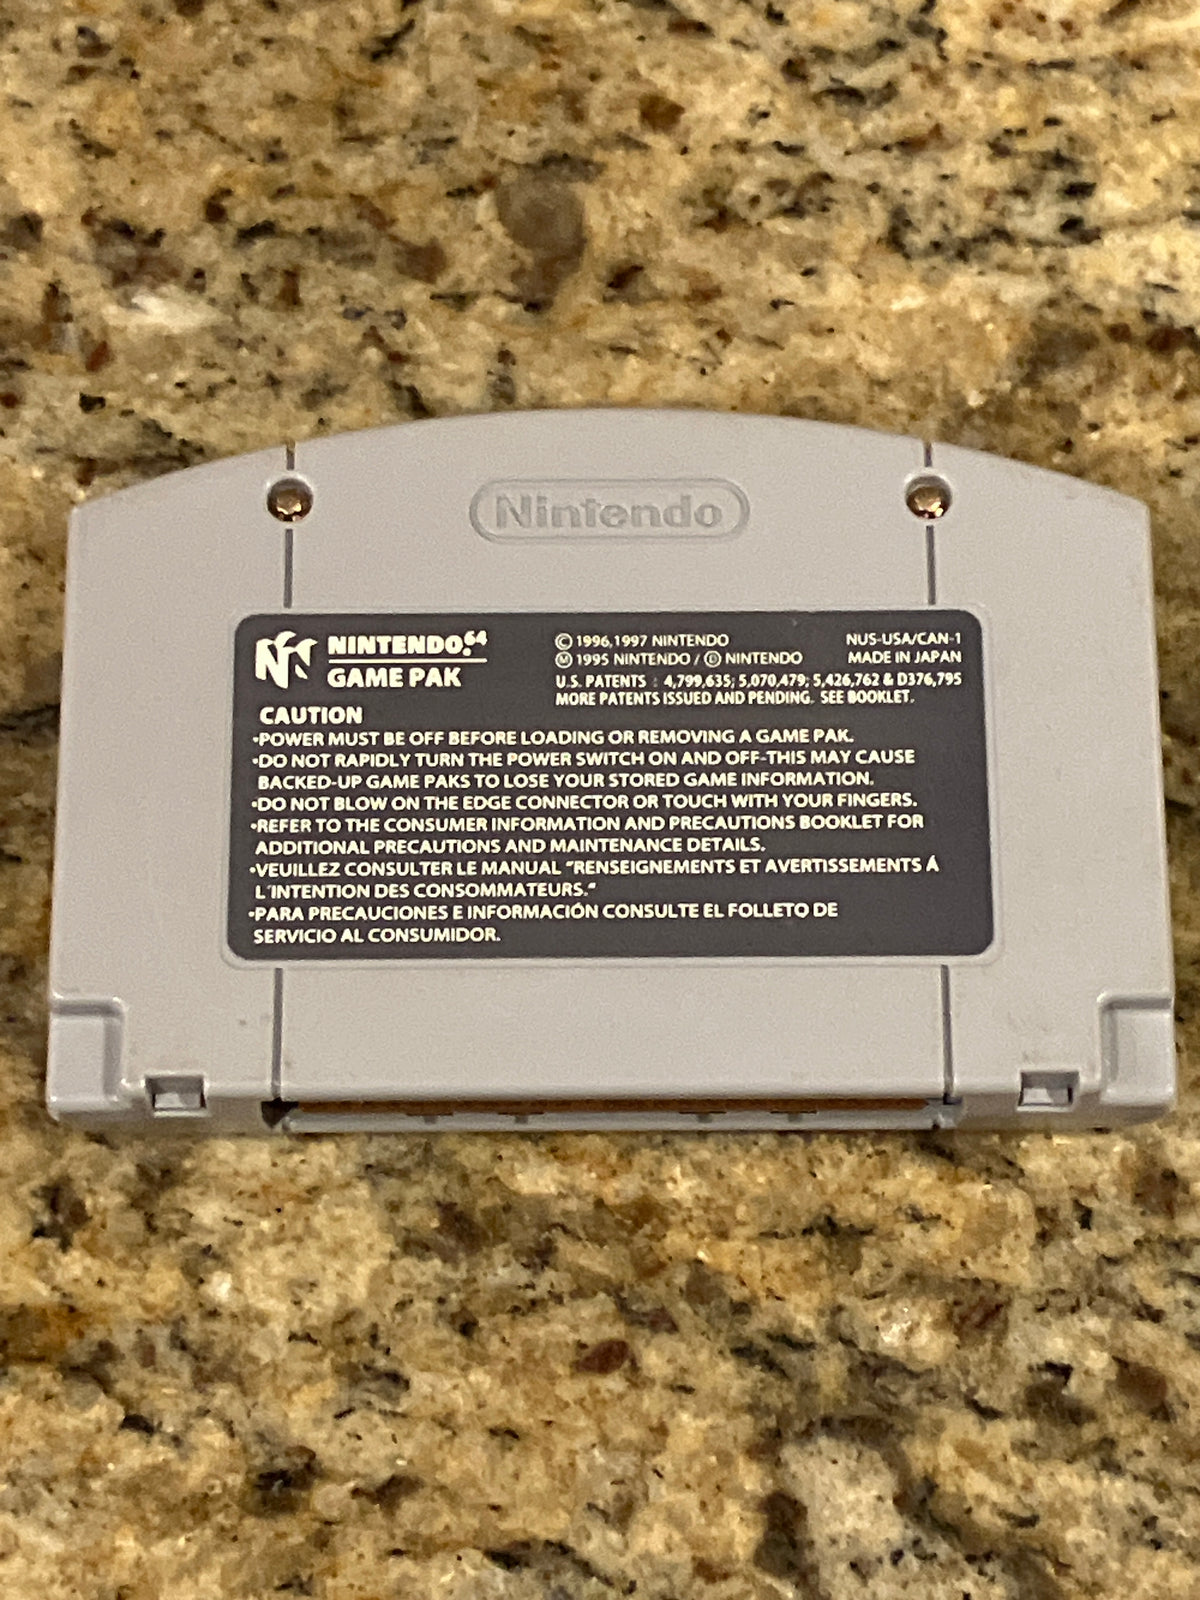 Nintendo
NINTENDO.64
GAME PAK
© 1996,1997 NINTENDO
Ⓜ 1995 NINTENDO / Ⓓ NINTENDO
NUS-USA/CAN-1
MADE IN JAPAN
U.S. PATENTS : 4,799,635; 5,070,479; 5,426,762 & D376,795
MORE PATENTS ISSUED AND PENDING. SEE BOOKLET.
CAUTION
•POWER MUST BE OFF BEFORE LOADING OR REMOVING A GAME PAK.
•DO NOT RAPIDLY TURN THE POWER SWITCH ON AND OFF-THIS MAY CAUSE
BACKED-UP GAME PAKS TO LOSE YOUR STORED GAME INFORMATION.
•DO NOT BLOW ON THE EDGE CONNECTOR OR TOUCH WITH YOUR FINGERS.
•REFER TO THE CONSUMER INFORMATION AND PRECAUTIONS BOOKLET FOR
ADDITIONAL PRECAUTIONS AND MAINTENANCE DETAILS.
•VEUILLEZ CONSULTER LE MANUAL "RENSEIGNEMENTS ET AVERTISSEMENTS Á
L'INTENTION DES CONSOMMATEURS."
•PARA PRECAUCIONES E INFORMACIÓN CONSULTE EL FOLLETO DE
SERVICIO AL CONSUMIDOR.